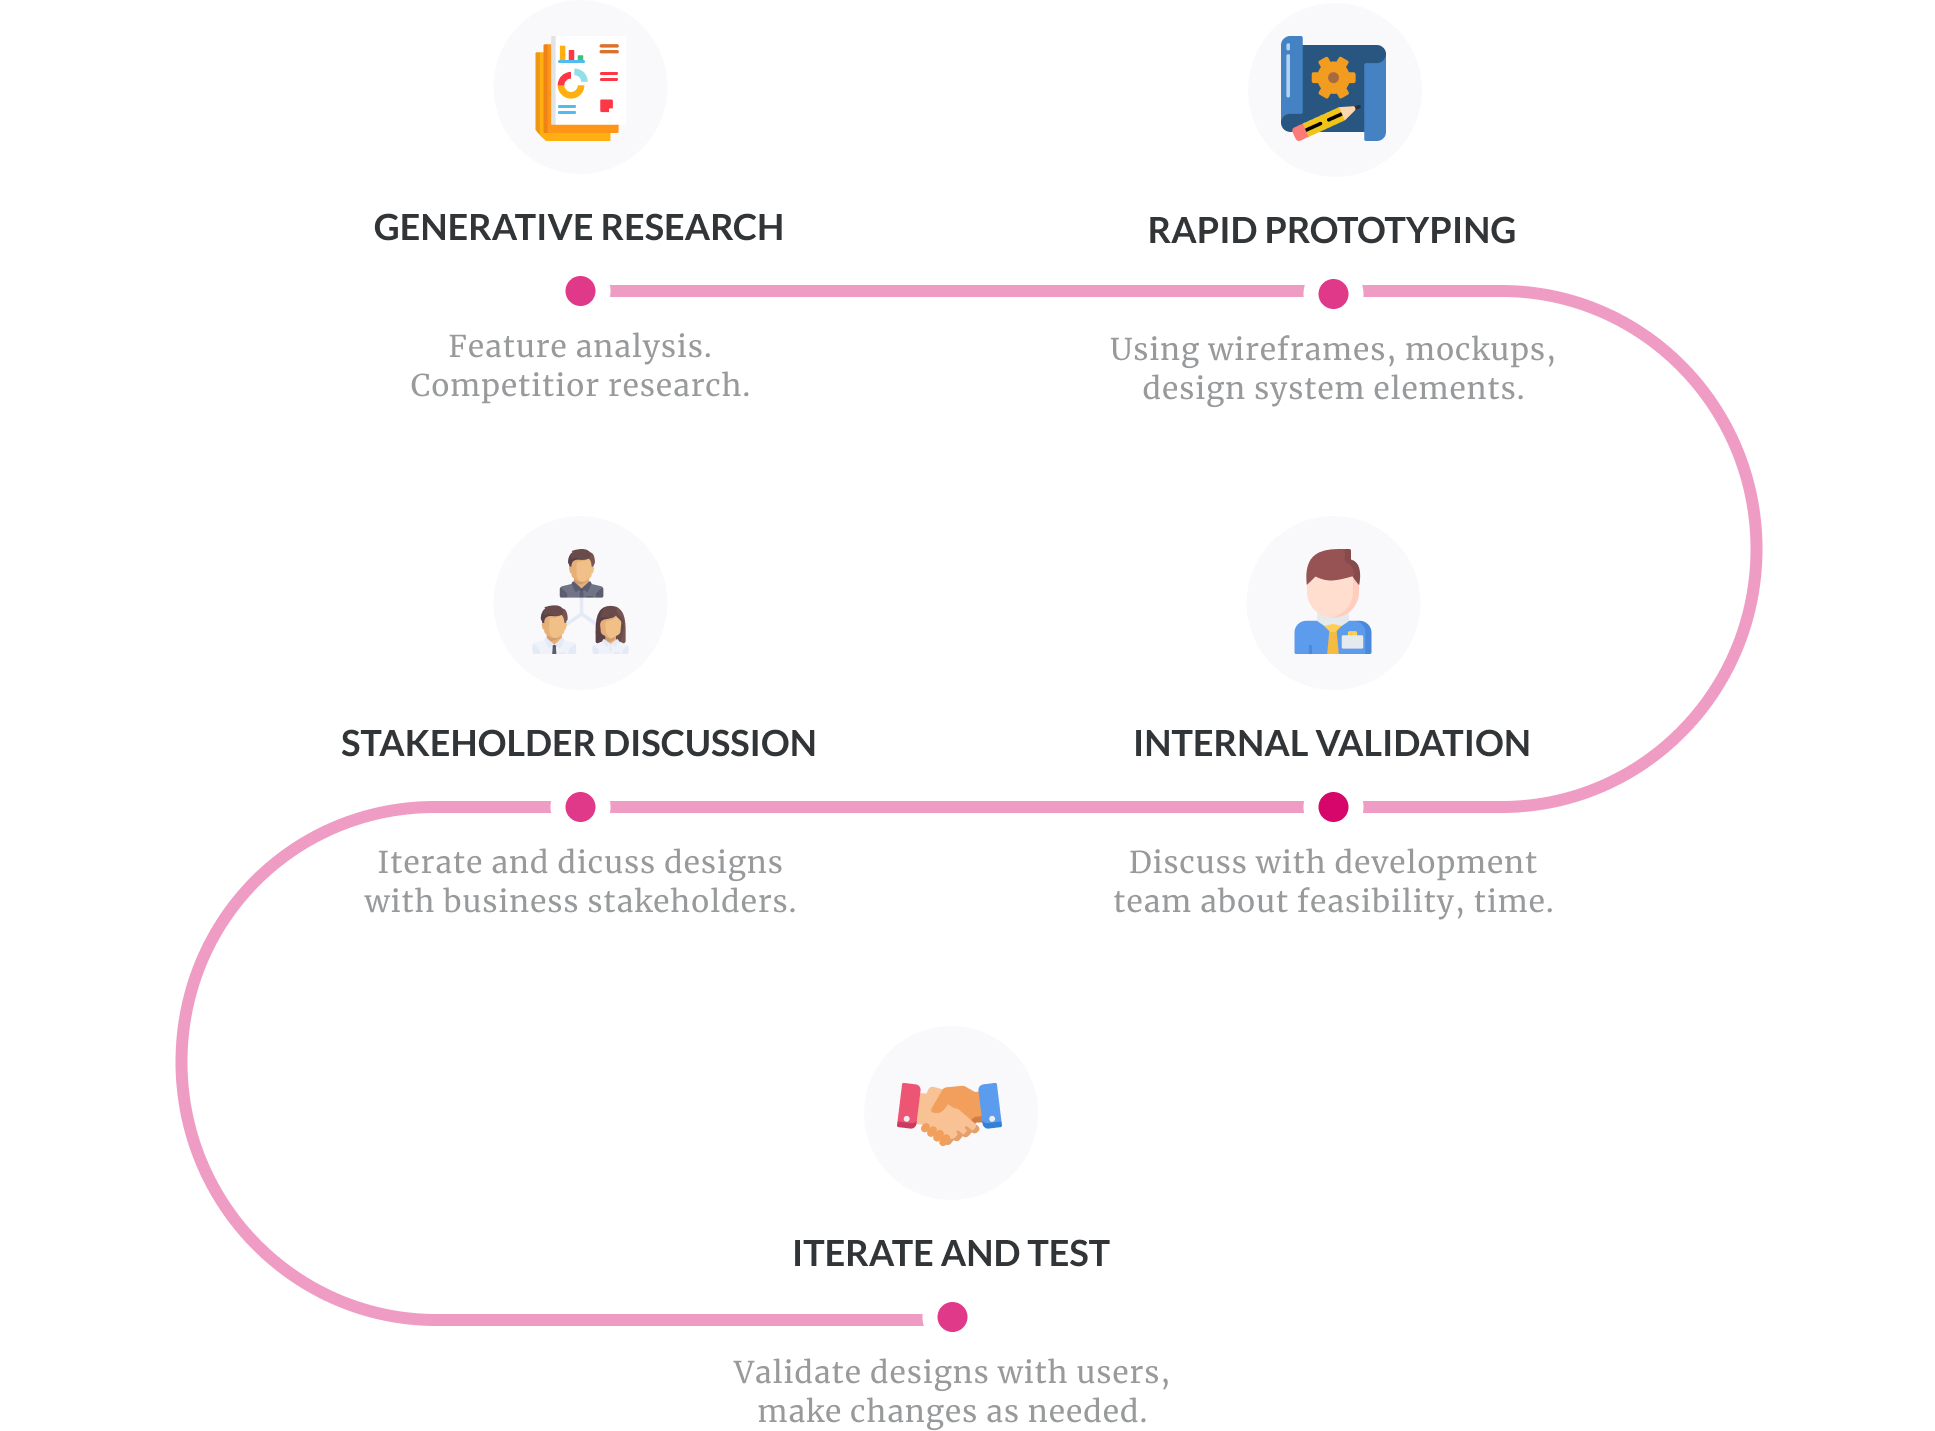 GENERATIVE RESEARCH
Feature analysis.
Competitior research.
RAPID PROTOTYPING
Using wireframes, mockups,
design system elements.
INTERNAL VALIDATION
Discuss with development
team about feasibility, time.
STAKEHOLDER DISCUSSION
Iterate and dicuss designs
with business stakeholders.
ITERATE AND TEST
Validate designs with users,
make changes as needed.